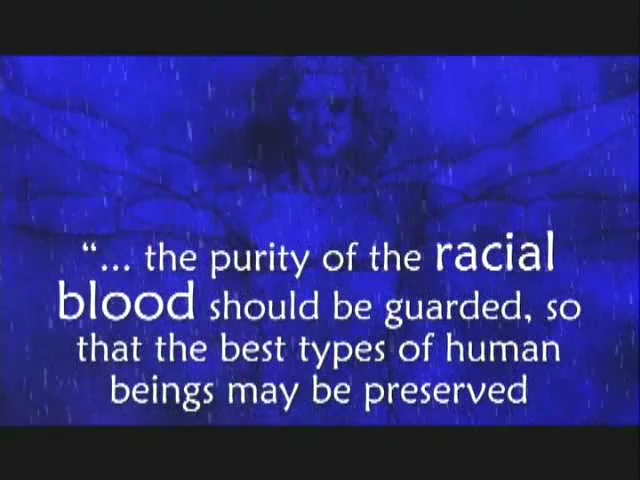 “... the purity of the racial
blood should be guarded, so
that the best types of human
beings may be preserved